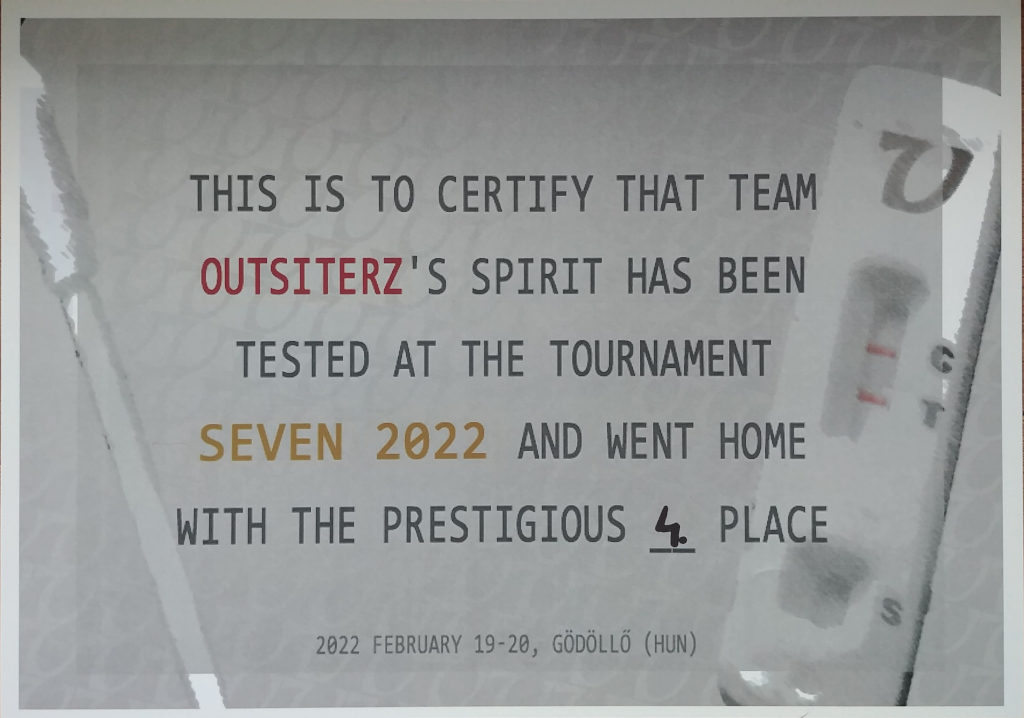 THIS IS TO CERTIFY THAT TEAM
OUTSITERZ'S SPIRIT HAS BEEN
TESTED AT THE TOURNAMENT
SEVEN 2022 AND WENT HOME
WITH THE PRESTIGIOUS 4. PLACE
2022 FEBRUARY 19-20, GÖDÖLLŐ (HUN)
C
T
S